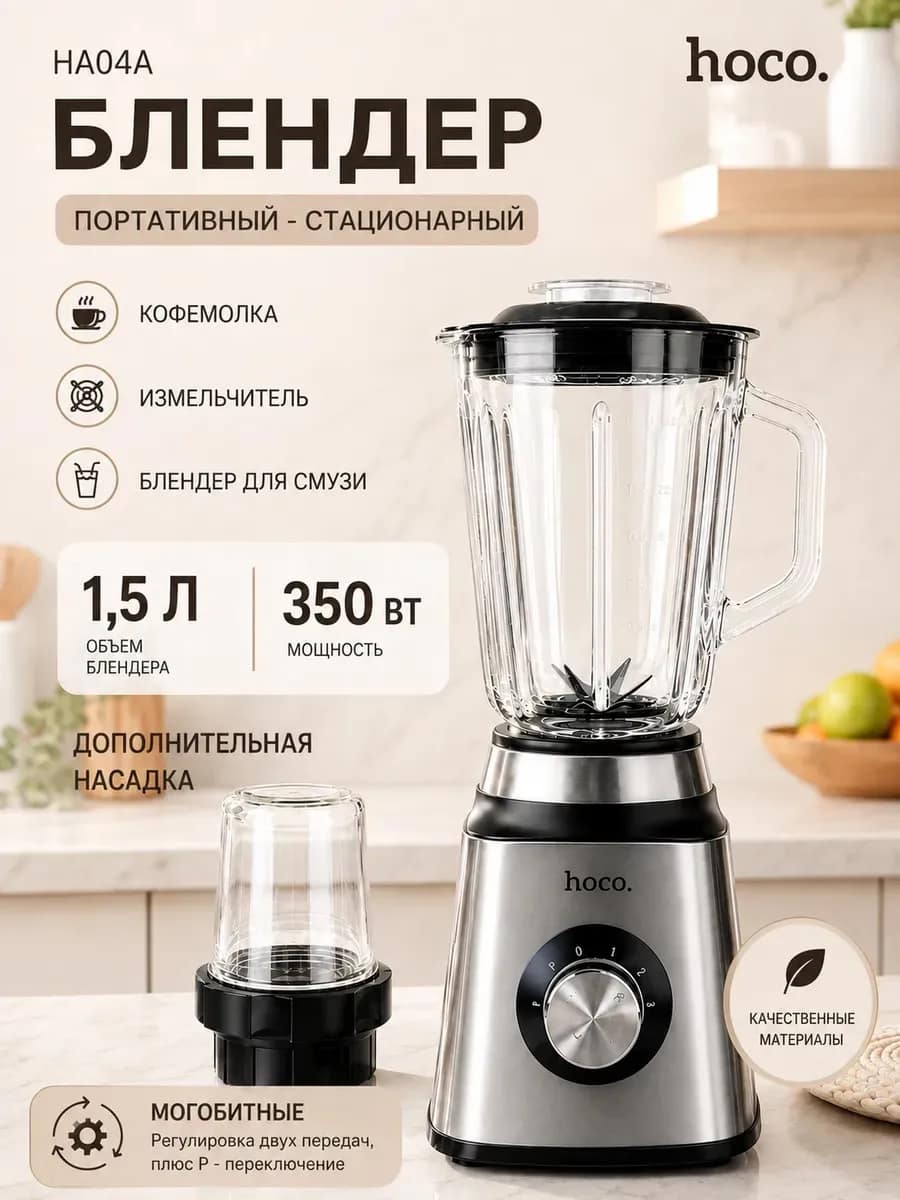 HA04A
hoco.
БЛЕНДЕР
ПОРТАТИВНЫЙ - СТАЦИОНАРНЫЙ
КОФЕМОЛКА
ИЗМЕЛЬЧИТЕЛЬ
БЛЕНДЕР ДЛЯ СМУЗИ
1,5 Л
ОБЪЕМ
БЛЕНДЕРА
350 ВТ
МОЩНОСТЬ
ДОПОЛНИТЕЛЬНАЯ
НАСАДКА
hoco.
P P 0 1 2 3
КАЧЕСТВЕННЫЕ
МАТЕРИАЛЫ
МОГОБИТНЫЕ
Регулировка двух передач,
плюс P - переключение